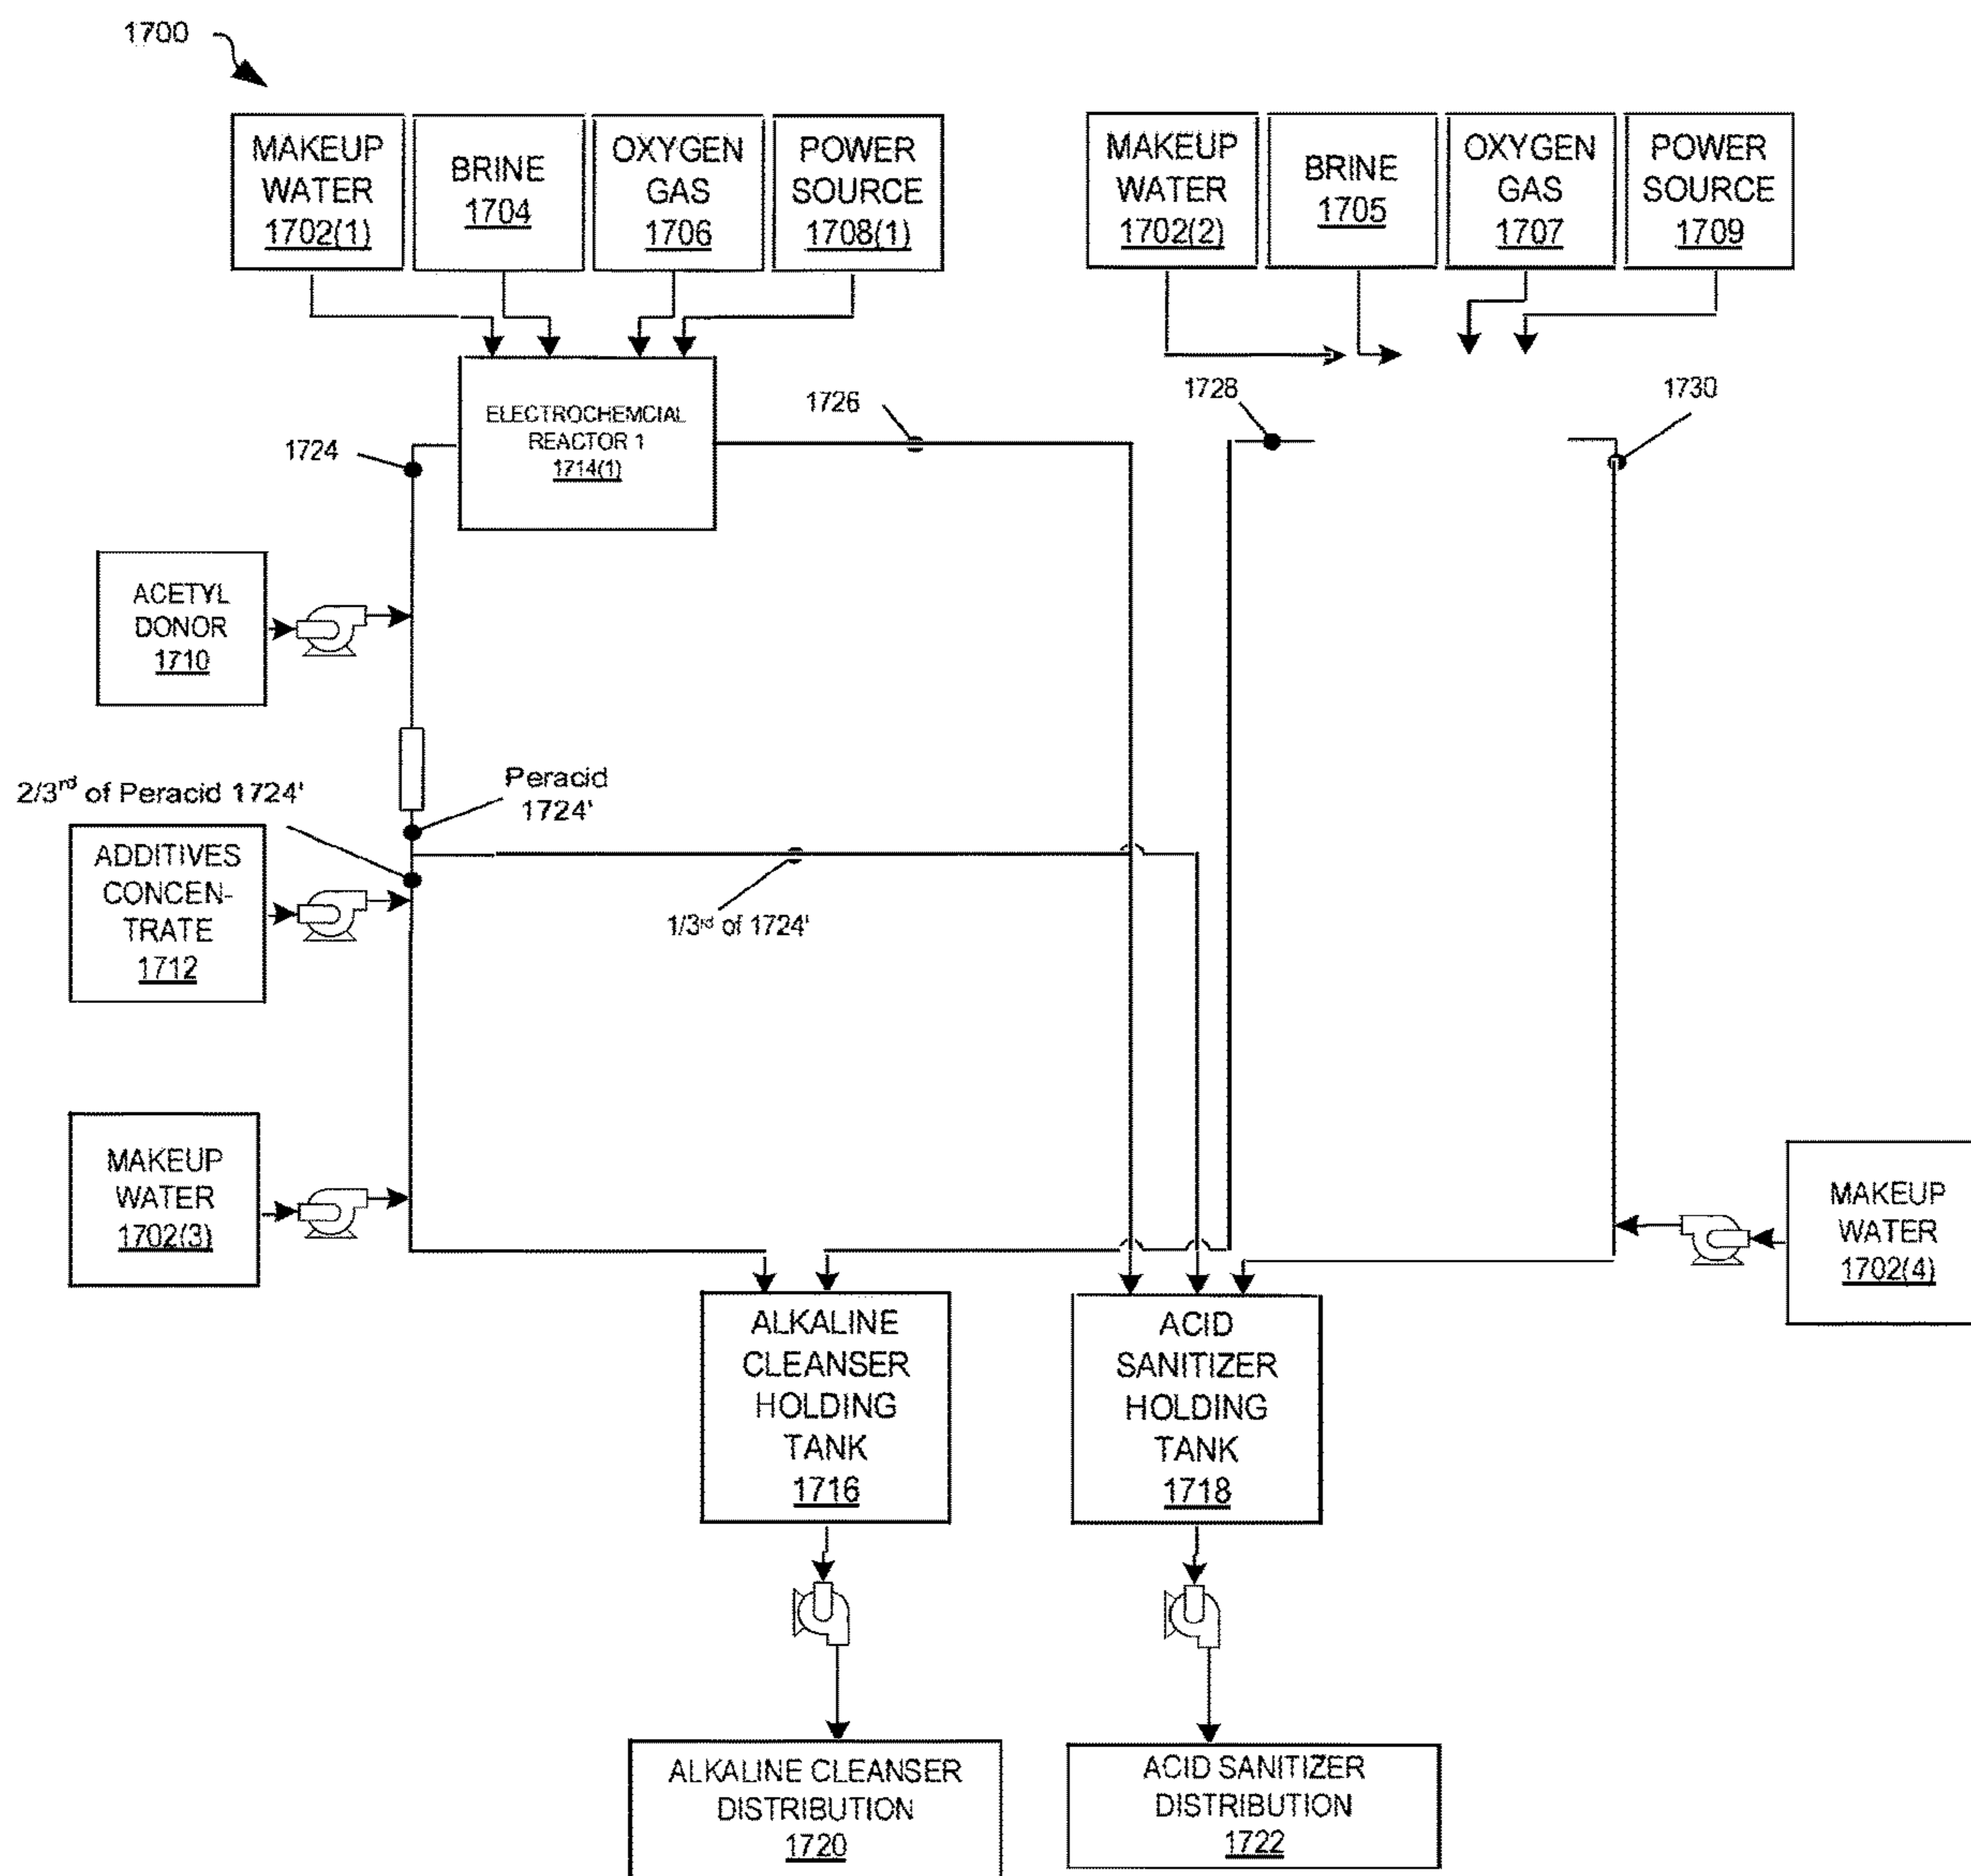 1700
MAKEUP
WATER
1702(1)
BRINE
1704
OXYGEN
GAS
1706
POWER
SOURCE
1708(1)
MAKEUP
WATER
1702(2)
BRINE
1705
OXYGEN
GAS
1707
POWER
SOURCE
1709
ELECTROCHEMCIAL
REACTOR 1
1714(1)
1724
1726
1728
1730
ACETYL
DONOR
1710
2/3rd of Peracid 1724'
Peracid
1724'
ADDITIVES
CONCEN-
TRATE
1712
1/3rd of 1724'
MAKEUP
WATER
1702(3)
MAKEUP
WATER
1702(4)
ALKALINE
CLEANSER
HOLDING
TANK
1716
ACID
SANITIZER
HOLDING
TANK
1718
ALKALINE CLEANSER
DISTRIBUTION
1720
ACID SANITIZER
DISTRIBUTION
1722